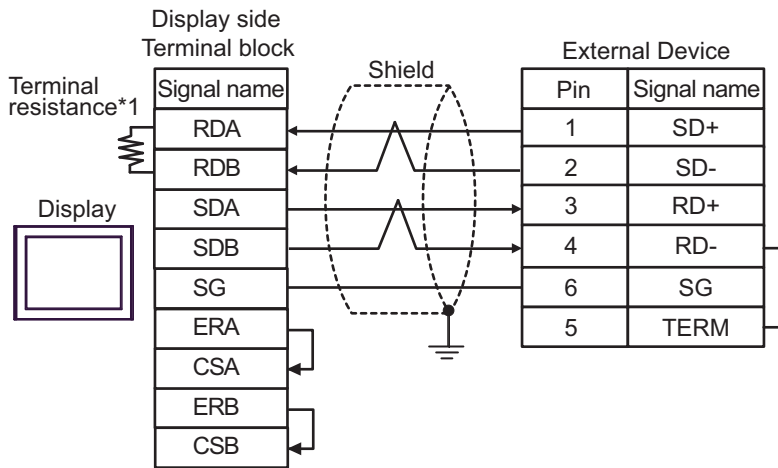 Display side
Terminal block
Shield
External Device
Terminal
resistance*1
Signal name
Pin Signal name
RDA
1 SD+
RDB
2 SD-
Display
SDA
3 RD+
SDB
4 RD-
SG
6 SG
ERA
5 TERM
CSA
ERB
CSB